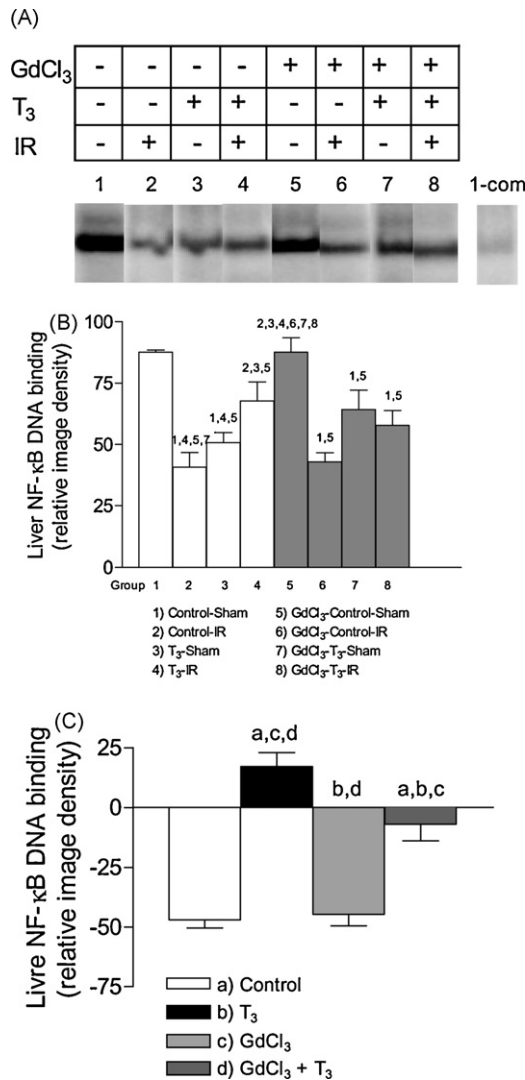 (A)
GdCl₃ - - - - + + + +
T₃ - - + + - - + +
IR - + - + - + - +
1 2 3 4 5 6 7 8 1-com
(B)
Liver NF-κB DNA binding
(relative image density)
100
75
50
25
0
1,4,5,7
1,4,5
2,3,5
2,3,4,6,7,8
1,5
1,5
1,5
Group 1 2 3 4 5 6 7 8
1) Control-Sham 5) GdCl₃-Control-Sham
2) Control-IR 6) GdCl₃-Control-IR
3) T₃-Sham 7) GdCl₃-T₃-Sham
4) T₃-IR 8) GdCl₃-T₃-IR
(C)
Livre NF-κB DNA binding
(relative image density)
25
0
-25
-50
-75
a,c,d
b,d
a,b,c
a) Control
b) T₃
c) GdCl₃
d) GdCl₃ + T₃